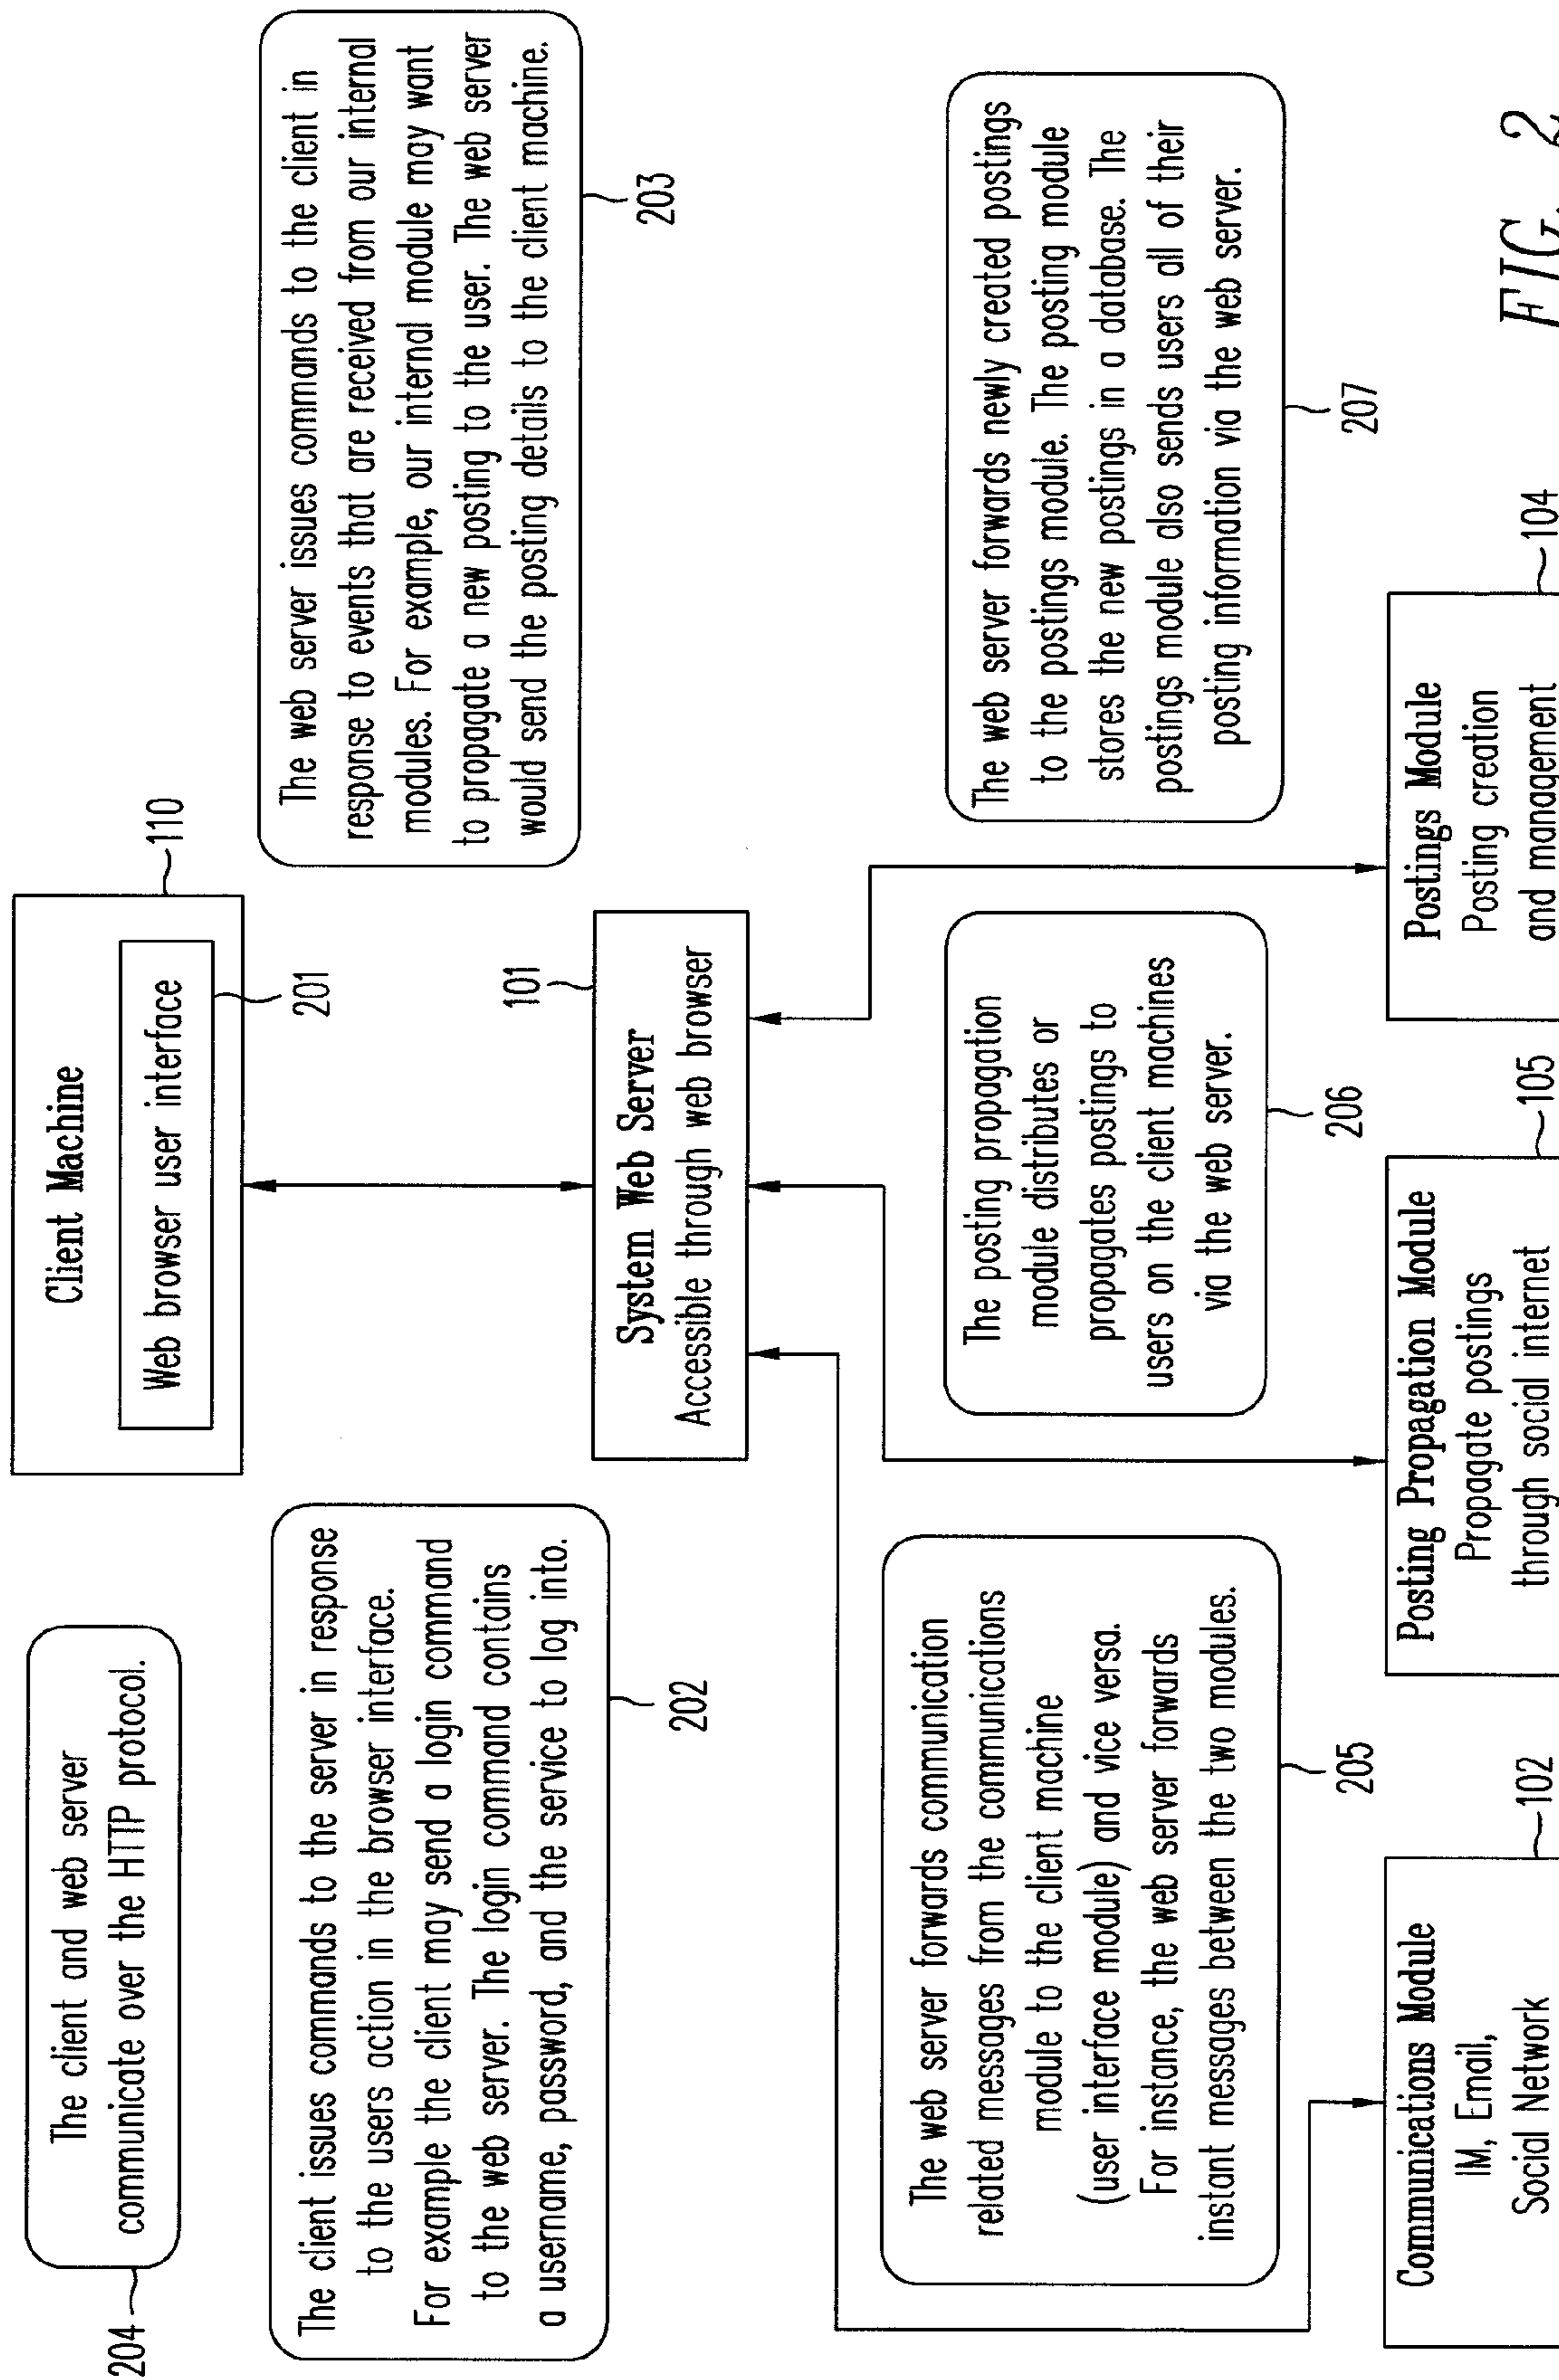 204
The client and web server
communicate over the HTTP protocol.
Client Machine
Web browser user interface
110
201
The client issues commands to the server in response
to the users action in the browser interface.
For example the client may send a login command
to the web server. The login command contains
a username, password, and the service to log into.
202
The web server issues commands to the client in
response to events that are received from our internal
modules. For example, our internal module may want
to propagate a new posting to the user. The web server
would send the posting details to the client machine.
203
101
System Web Server
Accessible through web browser
The web server forwards communication
related messages from the communications
module to the client machine
(user interface module) and vice versa.
For instance, the web server forwards
instant messages between the two modules.
205
The posting propagation
module distributes or
propagates postings to
users on the client machines
via the web server.
206
The web server forwards newly created postings
to the postings module. The posting module
stores the new postings in a database. The
postings module also sends users all of their
posting information via the web server.
207
Communications Module
IM, Email,
Social Network
102
Posting Propagation Module
Propagate postings
through social internet
105
Postings Module
Posting creation
and management
104
FIG. 2